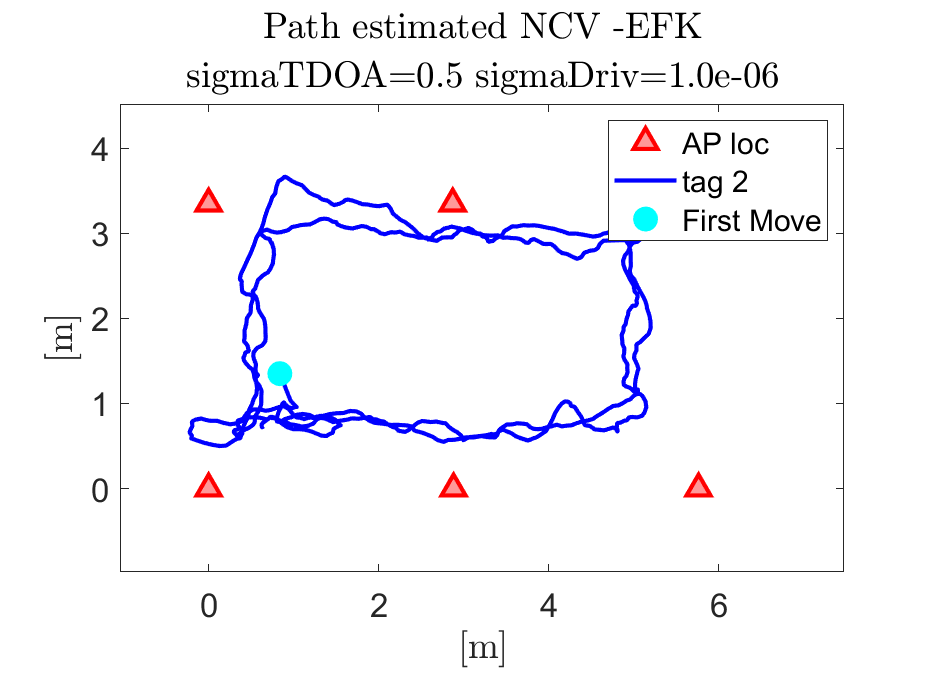 Path estimated NCV -EFK
sigmaTDOA=0.5 sigmaDriv=1.0e-06
AP loc
tag 2
First Move
4
3
2
1
0
[m]
0
2
4
6
[m]